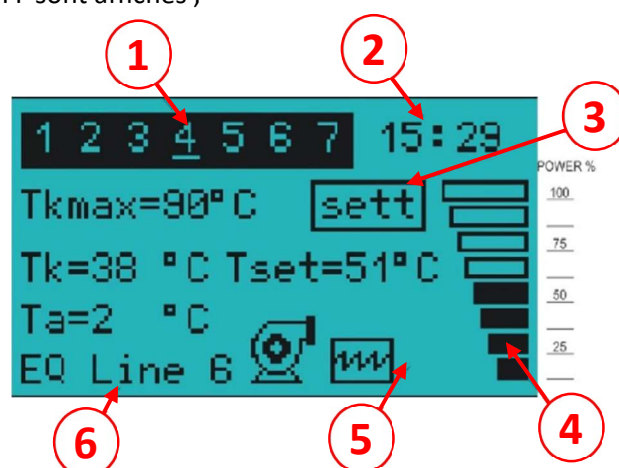 sont affichés ;
1
2
3
1 2 3 4 5 6 7 15:29
POWER %
Tkmax=90°C sett
100
75
Tk=38 °C Tset=51°C
50
Ta=2 °C
25
EQ Line 6
6
5
4